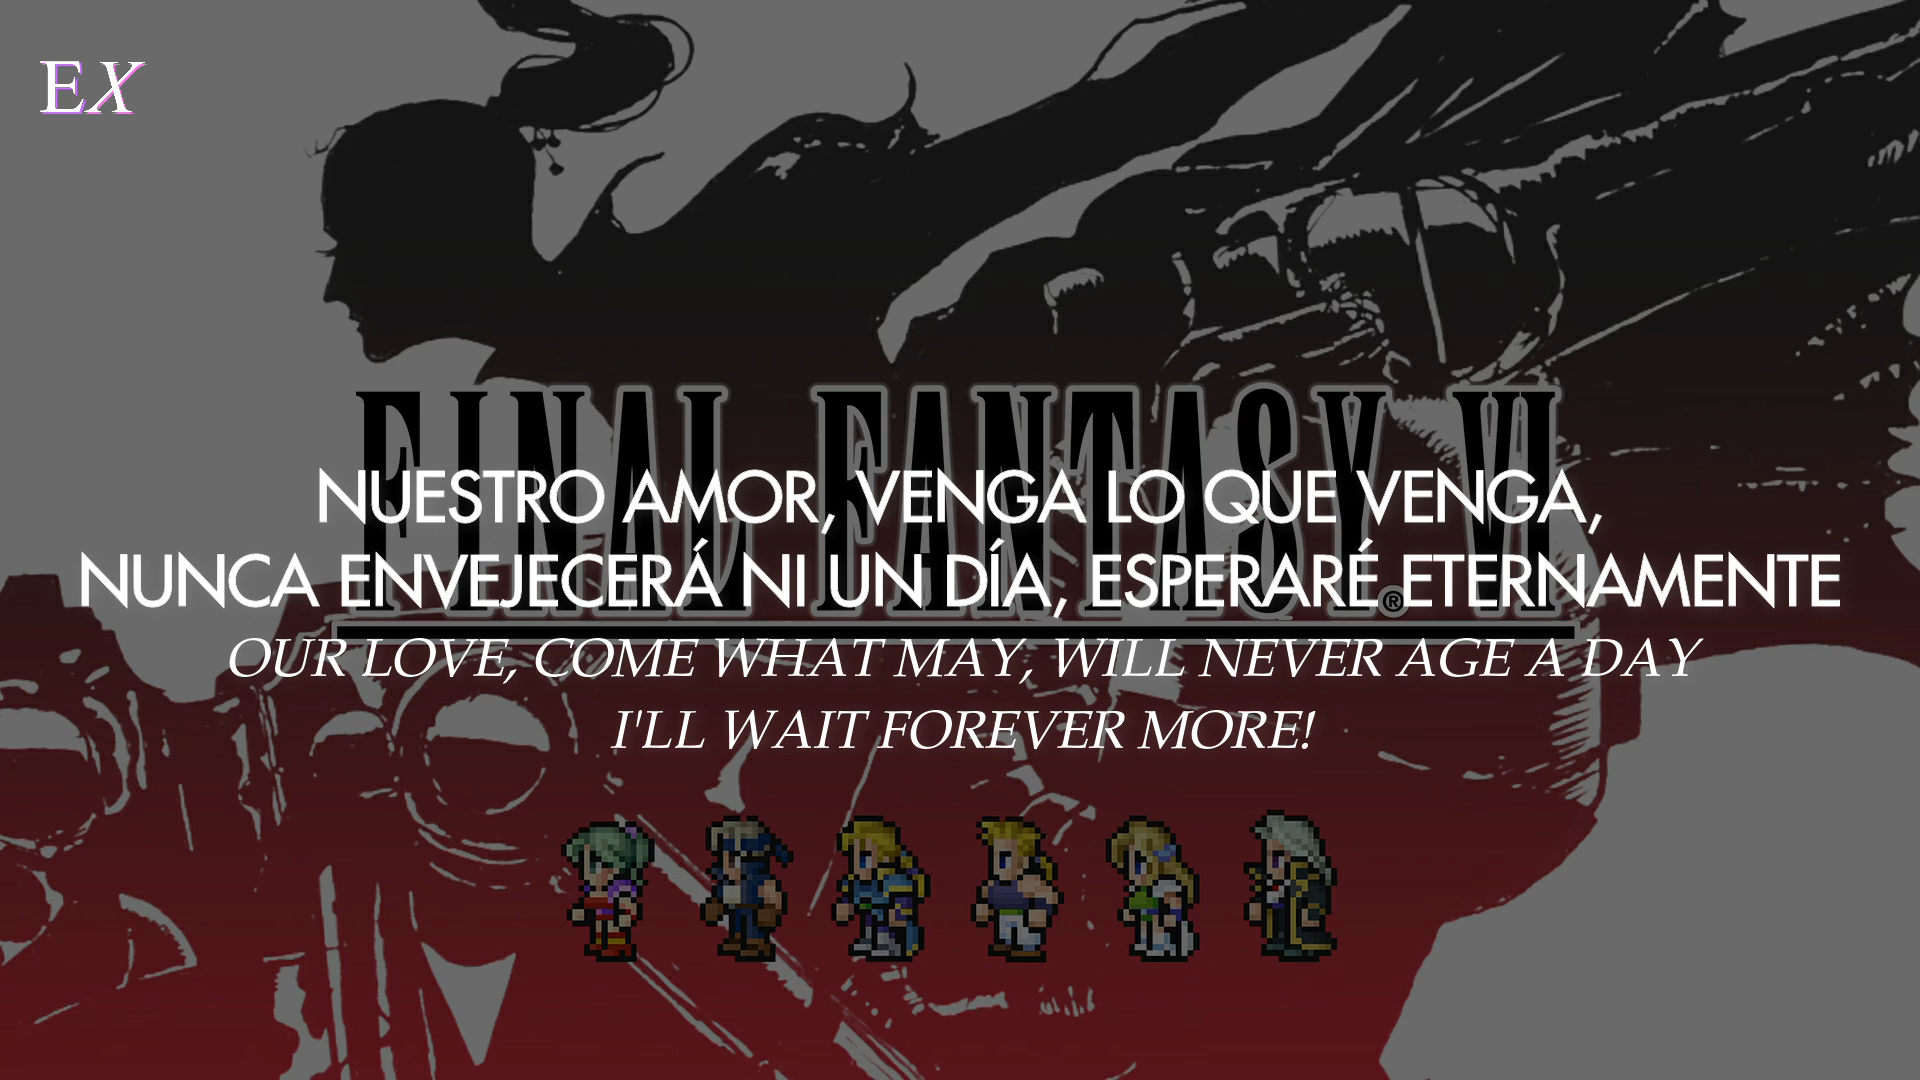 EX
FINAL FANTASY VI®
NUESTRO AMOR, VENGA LO QUE VENGA,
NUNCA ENVEJECERÁ NI UN DÍA, ESPERARÉ ETERNAMENTE
OUR LOVE, COME WHAT MAY, WILL NEVER AGE A DAY
I'LL WAIT FOREVER MORE!